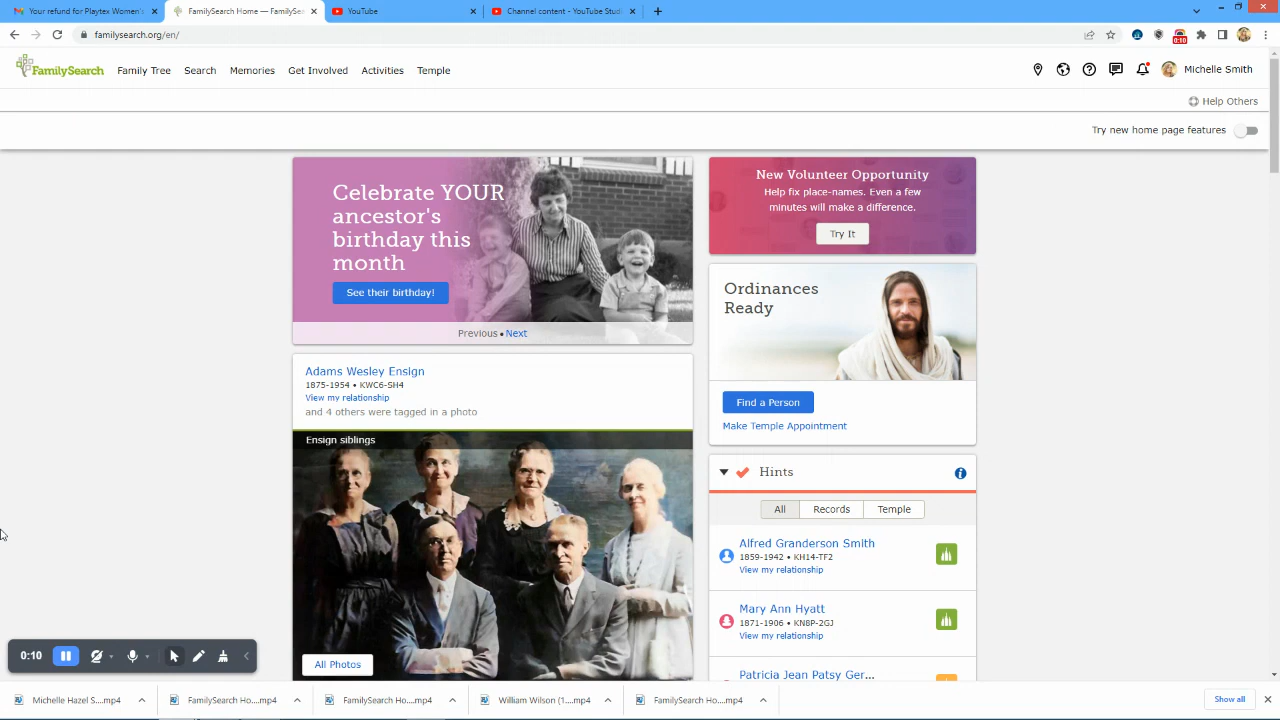 Your refund for Playtex Women's
FamilySearch Home — FamilySea
YouTube
Channel content - YouTube Studi
familysearch.org/en/
0:10
FamilySearch
Family Tree
Search
Memories
Get Involved
Activities
Temple
Michelle Smith
Help Others
Try new home page features
Celebrate YOUR
ancestor's
birthday this
month
See their birthday!
Previous • Next
New Volunteer Opportunity
Help fix place-names. Even a few
minutes will make a difference.
Try It
Ordinances
Ready
Find a Person
Make Temple Appointment
Adams Wesley Ensign
1875-1954 • KWC6-SH4
View my relationship
and 4 others were tagged in a photo
Ensign siblings
All Photos
Hints
All
Records
Temple
Alfred Granderson Smith
1859-1942 • KH14-TF2
View my relationship
Mary Ann Hyatt
1871-1906 • KN8P-2GJ
View my relationship
Patricia Jean Patsy Ger...
0:10
Michelle Hazel S....mp4
FamilySearch Ho....mp4
FamilySearch Ho....mp4
William Wilson (1....mp4
FamilySearch Ho....mp4
Show all